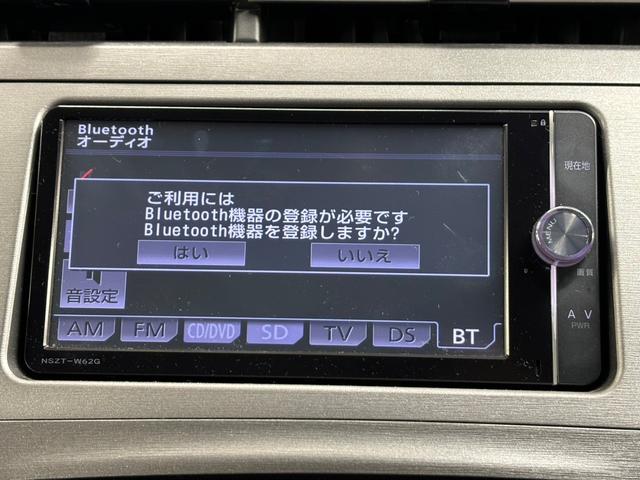 Bluetooth
オーディオ
ご利用には
Bluetooth機器の登録が必要です
Bluetooth機器を登録しますか?
はい
いいえ
音設定
AM
FM
CD/DVD
SD
TV
DS
BT
NSZT-W62G
現在地
MENU
画質
∧ ∨
PWR